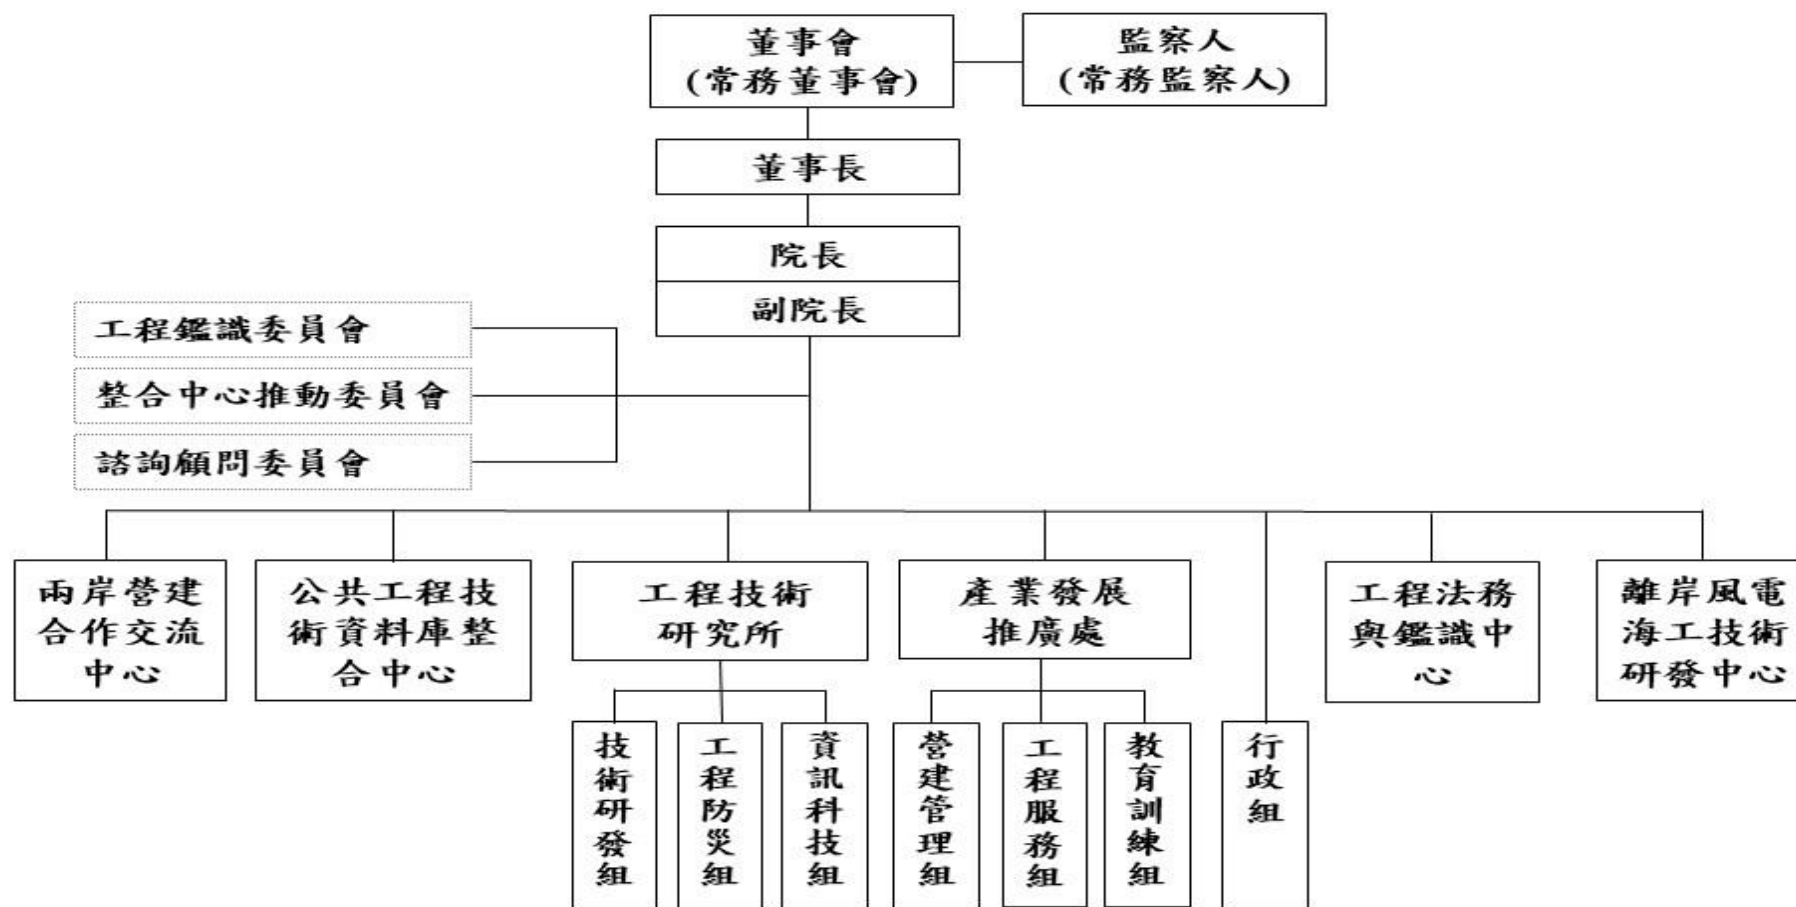 董事會
(常務董事會)
監察人
(常務監察人)
董事長
院長
副院長
工程鑑識委員會
整合中心推動委員會
諮詢顧問委員會
兩岸營建
合作交流
中心
公共工程技
術資料庫整
合中心
工程技術
研究所
產業發展
推廣處
工程法務
與鑑識中
心
離岸風電
海工技術
研發中心
技術研發組
工程防災組
資訊科技組
營建管理組
工程服務組
教育訓練組
行政組